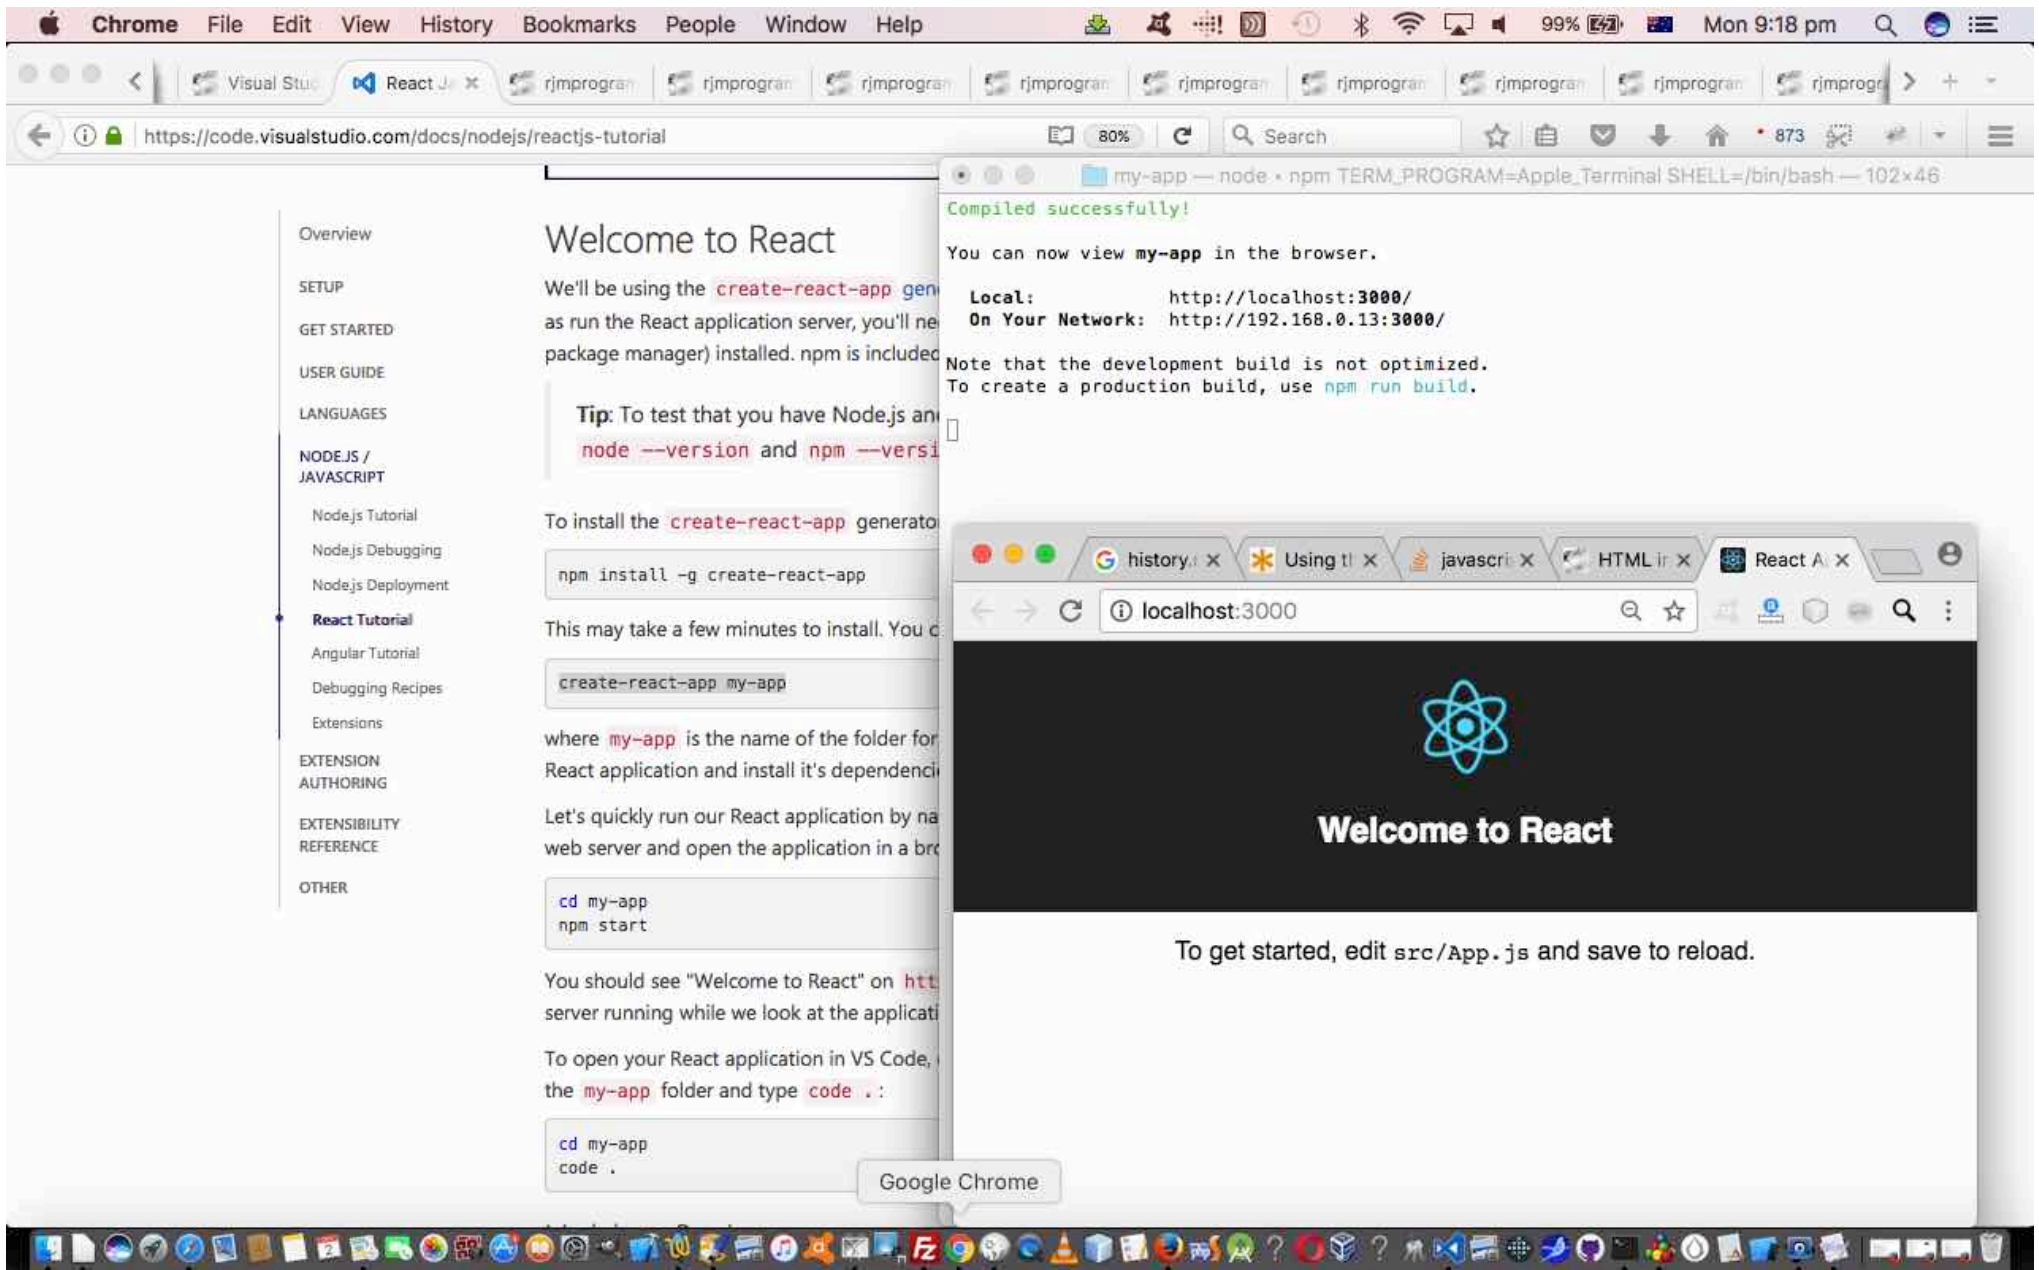 Chrome File Edit View History Bookmarks People Window Help 99% Mon 9:18 pm
Visual Stu React J rjmprogram rjmprogram rjmprogram rjmprogram rjmprogram rjmprogram rjmprogram rjmprogram rjmprogr
https://code.visualstudio.com/docs/nodejs/reactjs-tutorial 80% Search 873
Overview
SETUP
GET STARTED
USER GUIDE
LANGUAGES
NODE.JS /
JAVASCRIPT
Node.js Tutorial
Node.js Debugging
Node.js Deployment
React Tutorial
Angular Tutorial
Debugging Recipes
Extensions
EXTENSION
AUTHORING
EXTENSIBILITY
REFERENCE
OTHER
Welcome to React
We'll be using the create-react-app gen
as run the React application server, you'll ne
package manager) installed. npm is included
Tip: To test that you have Node.js an
node --version and npm --versi
To install the create-react-app generato
npm install -g create-react-app
This may take a few minutes to install. You c
create-react-app my-app
where my-app is the name of the folder for
React application and install it's dependenci
Let's quickly run our React application by na
web server and open the application in a bro
cd my-app
npm start
You should see "Welcome to React" on htt
server running while we look at the applicati
To open your React application in VS Code,
the my-app folder and type code . :
cd my-app
code .
my-app — node • npm TERM_PROGRAM=Apple_Terminal SHELL=/bin/bash — 102×46
Compiled successfully!
You can now view my-app in the browser.
Local: http://localhost:3000/
On Your Network: http://192.168.0.13:3000/
Note that the development build is not optimized.
To create a production build, use npm run build.
history. Using t javascri HTML ir React A
localhost:3000
Welcome to React
To get started, edit src/App.js and save to reload.
Google Chrome